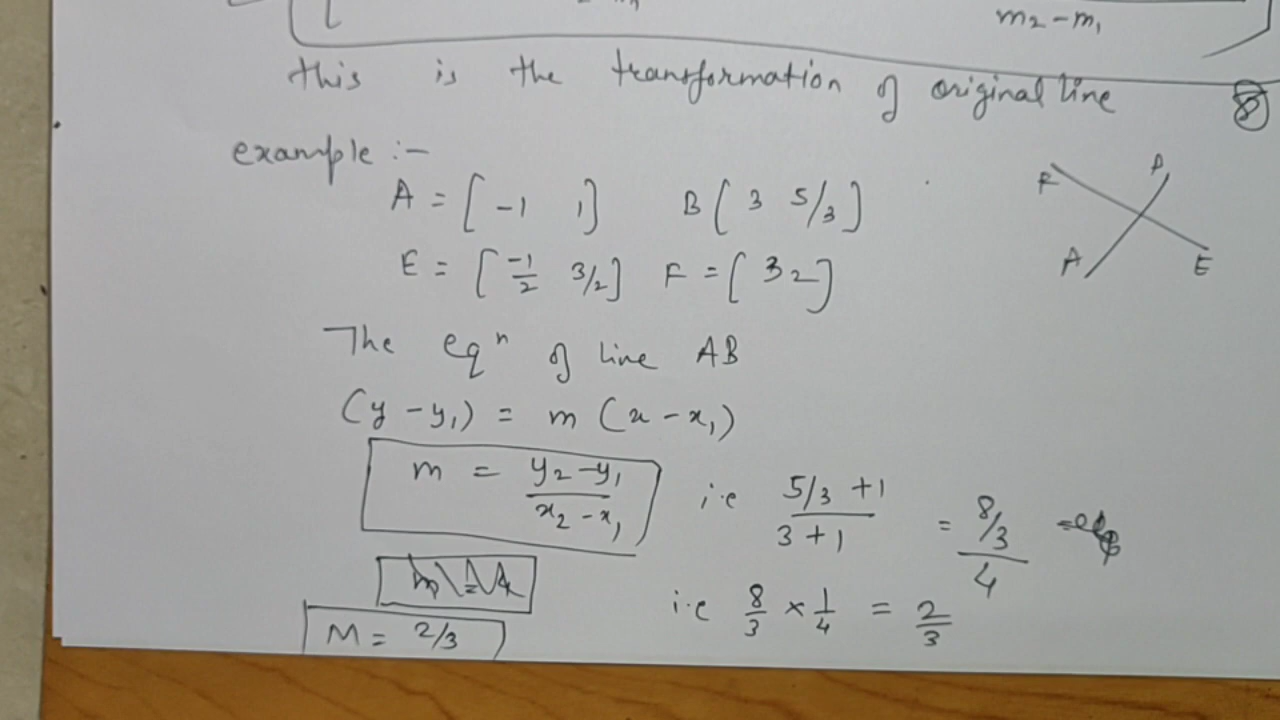 m₂ - m₁
this is the transformation of original line
8
example :-
A = [ -1 1 ] B [ 3 5/3 ]
E = [ -1/2 3/2 ] F = [ 3 2 ]
A
E
The eqⁿ of line AB
(y - y₁) = m (x - x₁)
m = y₂ - y₁ / x₂ - x₁ i.e 5/3 + 1 / 3 + 1 = 8/3 / 4
i.e 8/3 × 1/4 = 2/3
M = 2/3